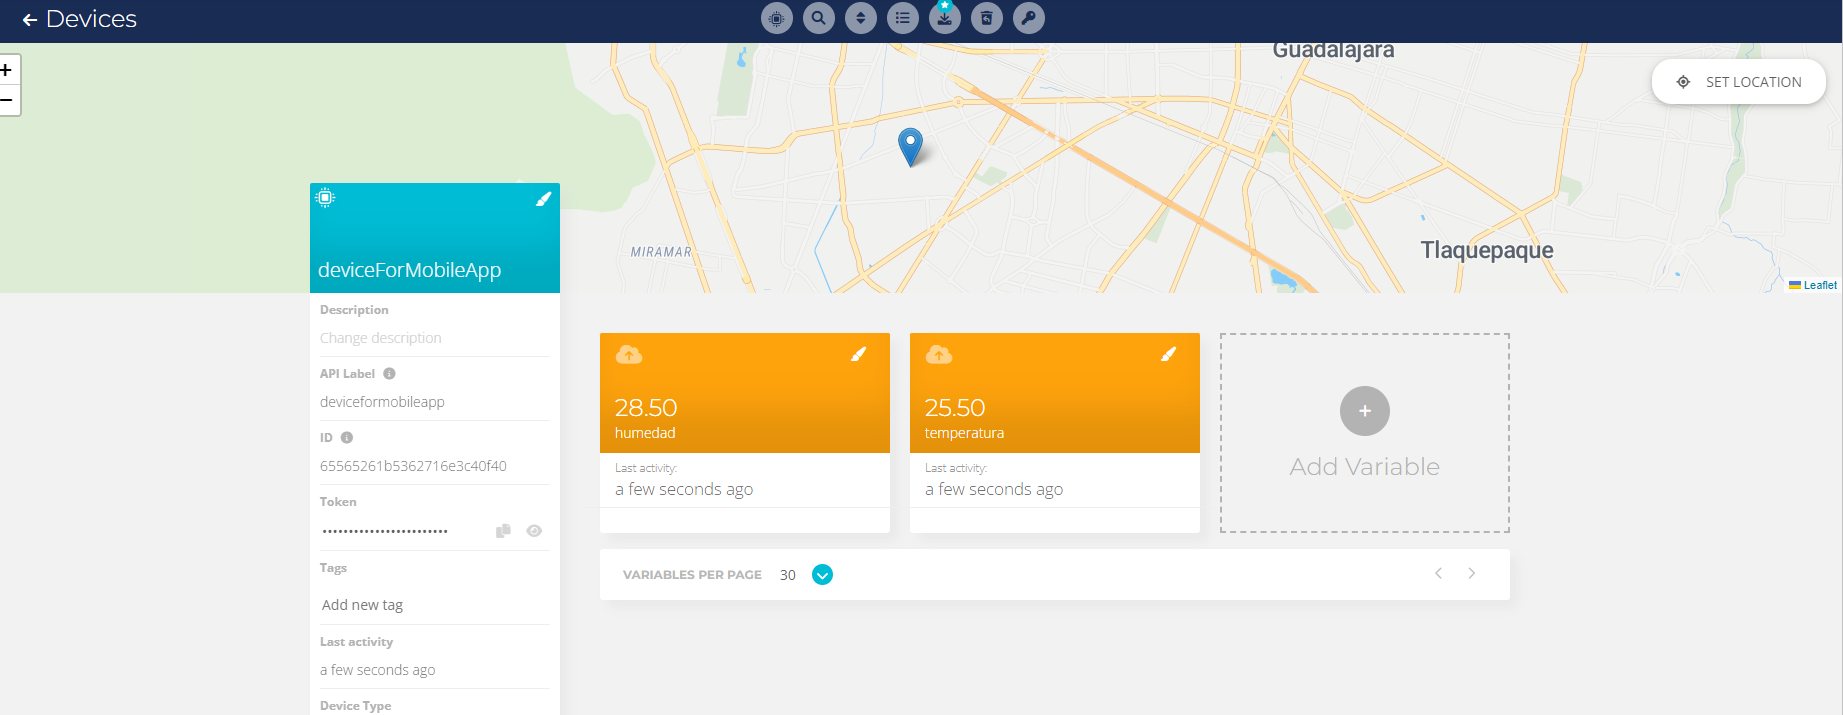 Devices
Guadalajara
+
−
SET LOCATION
MIRAMAR
Tlaquepaque
Leaflet
deviceForMobileApp
Description
Change description
API Label
deviceformobileapp
ID
65565261b5362716e3c40f40
Token
••••••••••••••••••••••••
Tags
Add new tag
Last activity
a few seconds ago
Device Type
28.50
humedad
Last activity:
a few seconds ago
25.50
temperatura
Last activity:
a few seconds ago
+
Add Variable
VARIABLES PER PAGE 30